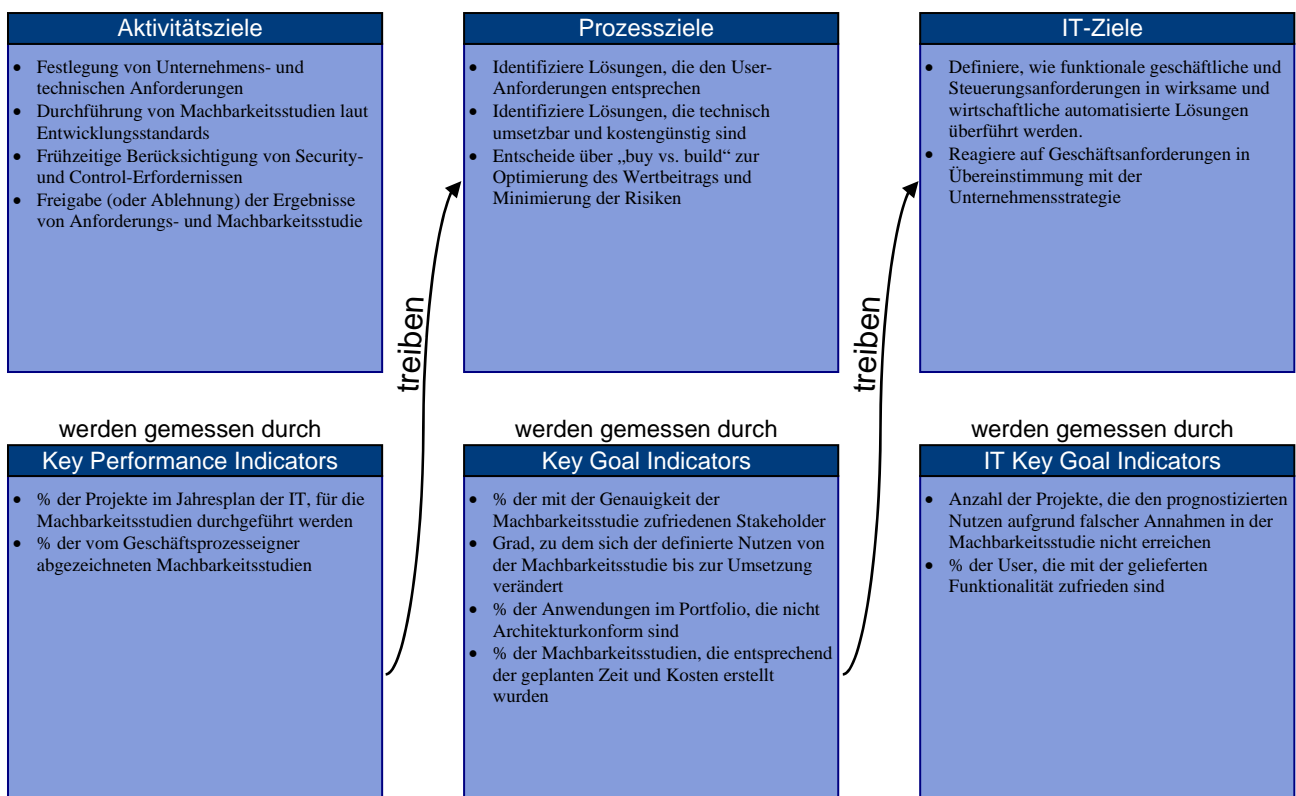 Aktivitätsziele
• Festlegung von Unternehmens- und
technischen Anforderungen
• Durchführung von Machbarkeitsstudien laut
Entwicklungsstandards
• Frühzeitige Berücksichtigung von Security-
und Control-Erfordernissen
• Freigabe (oder Ablehnung) der Ergebnisse
von Anforderungs- und Machbarkeitsstudie
treiben
Prozessziele
• Identifiziere Lösungen, die den User-
Anforderungen entsprechen
• Identifiziere Lösungen, die technisch
umsetzbar und kostengünstig sind
• Entscheide über „buy vs. build“ zur
Optimierung des Wertbeitrags und
Minimierung der Risiken
treiben
IT-Ziele
• Definiere, wie funktionale geschäftliche und
Steuerungsanforderungen in wirksame und
wirtschaftliche automatisierte Lösungen
überführt werden.
• Reagiere auf Geschäftsanforderungen in
Übereinstimmung mit der
Unternehmensstrategie
werden gemessen durch
Key Performance Indicators
• % der Projekte im Jahresplan der IT, für die
Machbarkeitsstudien durchgeführt werden
• % der vom Geschäftsprozesseigner
abgezeichneten Machbarkeitsstudien
werden gemessen durch
Key Goal Indicators
• % der mit der Genauigkeit der
Machbarkeitsstudie zufriedenen Stakeholder
• Grad, zu dem sich der definierte Nutzen von
der Machbarkeitsstudie bis zur Umsetzung
verändert
• % der Anwendungen im Portfolio, die nicht
Architekturkonform sind
• % der Machbarkeitsstudien, die entsprechend
der geplanten Zeit und Kosten erstellt
wurden
werden gemessen durch
IT Key Goal Indicators
• Anzahl der Projekte, die den prognostizierten
Nutzen aufgrund falscher Annahmen in der
Machbarkeitsstudie nicht erreichen
• % der User, die mit der gelieferten
Funktionalität zufrieden sind